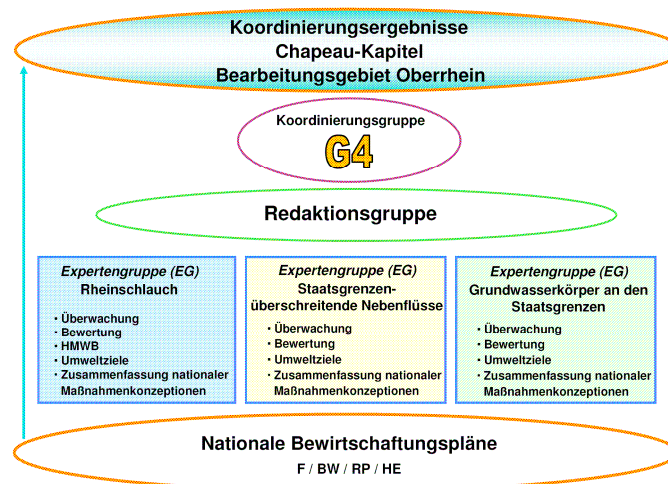 Koordinierungsergebnisse
Chapeau-Kapitel
Bearbeitungsgebiet Oberrhein
Koordinierungsgruppe
G4
Redaktionsgruppe
Expertengruppe (EG)
Rheinschlauch
• Überwachung
• Bewertung
• HMWB
• Umweltziele
• Zusammenfassung nationaler
Maßnahmenkonzeptionen
Expertengruppe (EG)
Staatsgrenzen-
überschreitende Nebenflüsse
• Überwachung
• Bewertung
• Umweltziele
• Zusammenfassung nationaler
Maßnahmenkonzeptionen
Expertengruppe (EG)
Grundwasserkörper an den
Staatsgrenzen
• Überwachung
• Bewertung
• Umweltziele
• Zusammenfassung nationaler
Maßnahmenkonzeptionen
Nationale Bewirtschaftungspläne
F / BW / RP / HE